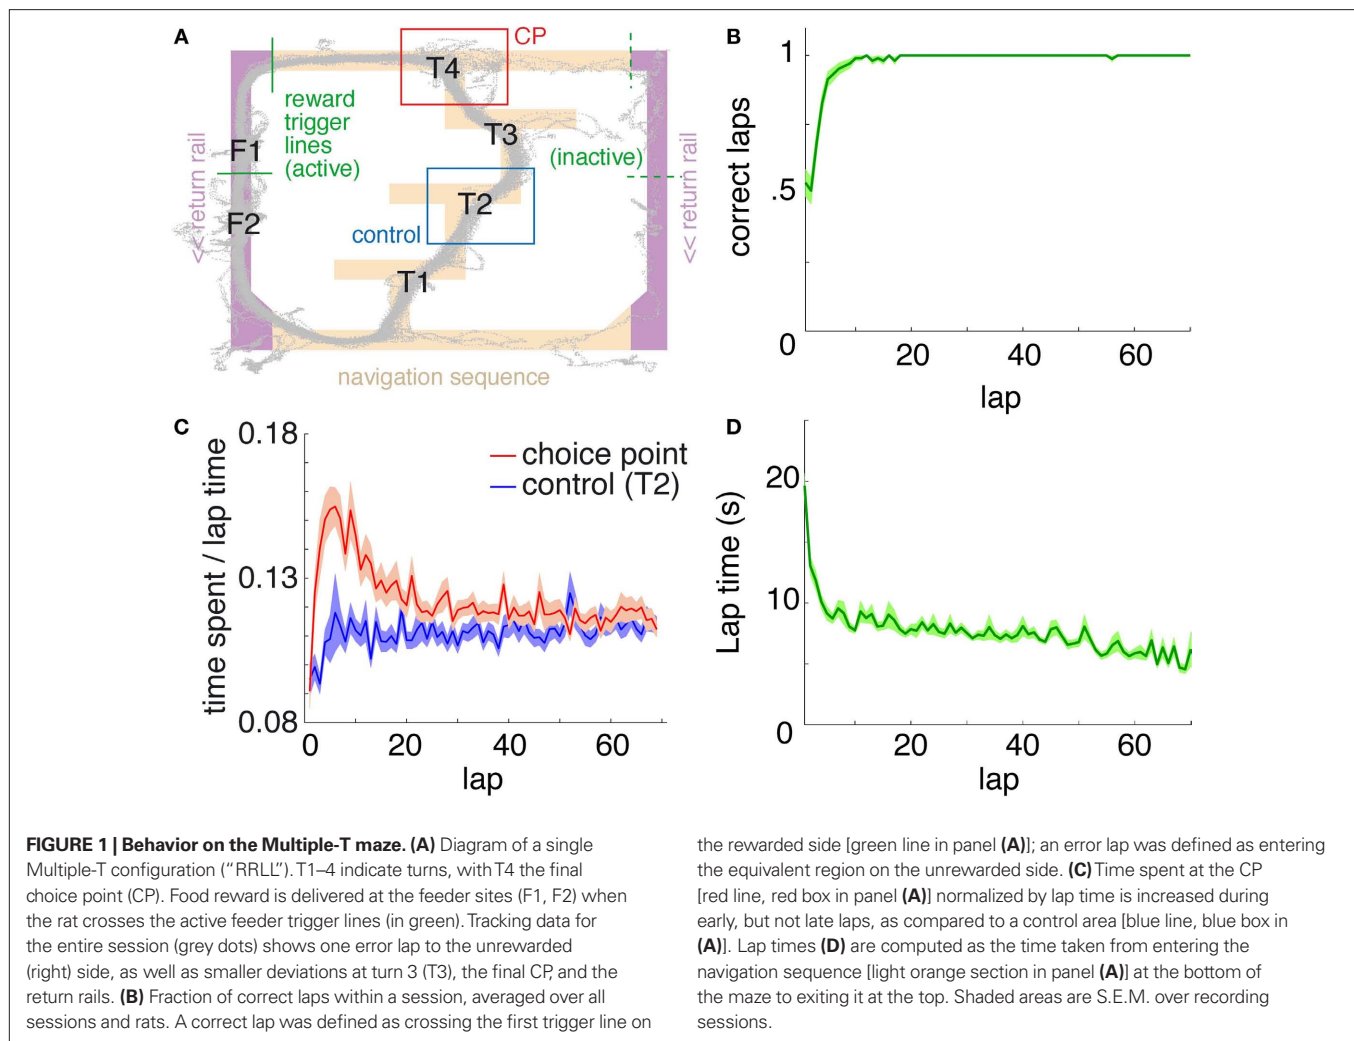 A
CP
T4
reward
trigger
lines
(active)
T3
(inactive)
F1
<< return rail
<< return rail
T2
F2
control
T1
navigation sequence
B
correct laps
1
.5
0
20
40
60
lap
C
time spent / lap time
0.18
0.13
0.08
choice point
control (T2)
0
20
40
60
lap
D
Lap time (s)
20
10
0
20
40
60
lap
FIGURE 1 | Behavior on the Multiple-T maze. (A) Diagram of a single
Multiple-T configuration (“RRLL”). T1–4 indicate turns, with T4 the final
choice point (CP). Food reward is delivered at the feeder sites (F1, F2) when
the rat crosses the active feeder trigger lines (in green). Tracking data for
the entire session (grey dots) shows one error lap to the unrewarded
(right) side, as well as smaller deviations at turn 3 (T3), the final CP, and the
return rails. (B) Fraction of correct laps within a session, averaged over all
sessions and rats. A correct lap was defined as crossing the first trigger line on
the rewarded side [green line in panel (A)]; an error lap was defined as entering
the equivalent region on the unrewarded side. (C) Time spent at the CP
[red line, red box in panel (A)] normalized by lap time is increased during
early, but not late laps, as compared to a control area [blue line, blue box in
(A)]. Lap times (D) are computed as the time taken from entering the
navigation sequence [light orange section in panel (A)] at the bottom of
the maze to exiting it at the top. Shaded areas are S.E.M. over recording
sessions.